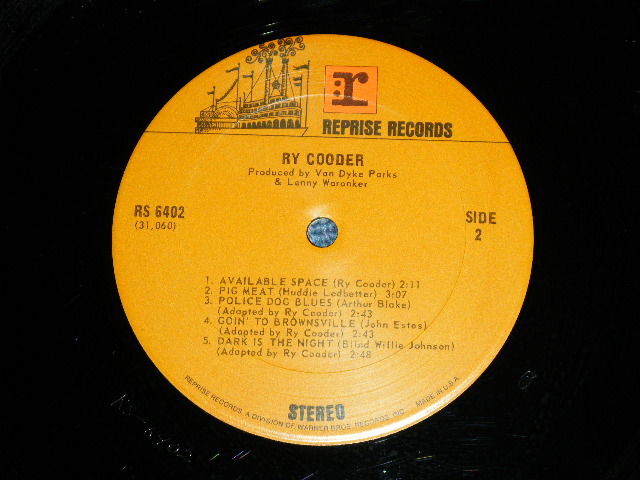 r
REPRISE RECORDS
RY COODER
Produced by Van Dyke Parks
& Lenny Waronker
RS 6402
(31,060)
SIDE
2
1. AVAILABLE SPACE (Ry Cooder) 2:11
2. PIG MEAT (Huddie Ledbetter) 3:07
3. POLICE DOG BLUES (Arthur Blake)
(Adapted by Ry Cooder) 2:43
4. GOIN' TO BROWNSVILLE (John Estes)
(Adapted by Ry Cooder) 2:43
5. DARK IS THE NIGHT (Blind Willie Johnson)
(Adapted by Ry Cooder) 2:48
STEREO
REPRISE RECORDS, A DIVISION OF WARNER BROS. RECORDS, INC. MADE IN U.S.A.